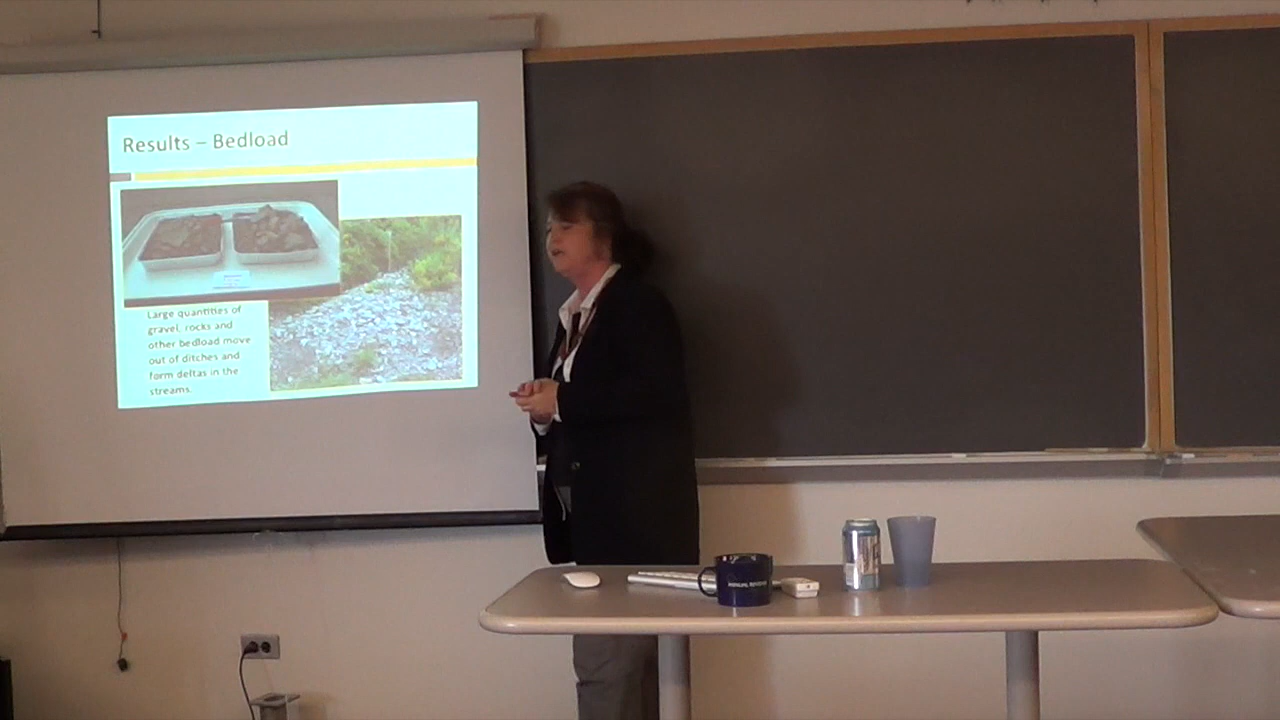 Results – Bedload
Large quantities of
gravel, rocks and
other bedload move
out of ditches and
form deltas in the
streams.